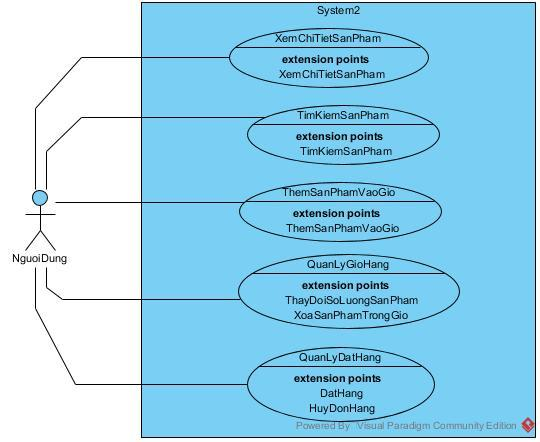 System2
XemChiTietSanPham
extension points
XemChiTietSanPham
TimKiemSanPham
extension points
TimKiemSanPham
ThemSanPhamVaoGio
extension points
ThemSanPhamVaoGio
NguoiDung
QuanLyGioHang
extension points
ThayDoiSoLuongSanPham
XoaSanPhamTrongGio
QuanLyDatHang
extension points
DatHang
HuyDonHang
Powered By Visual Paradigm Community Edition